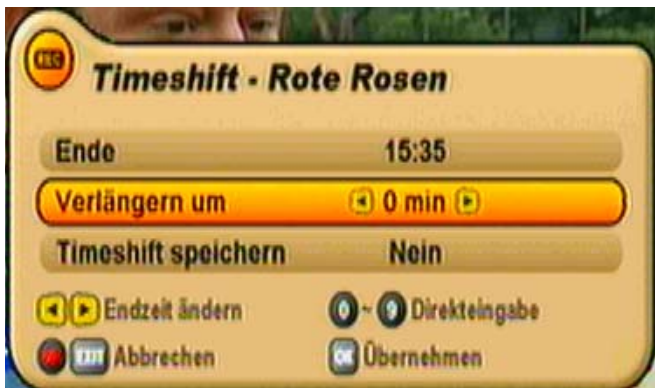 REC
Timeshift - Rote Rosen
Ende 15:35
Verlängern um 0 min
Timeshift speichern Nein
Endzeit ändern 0 ~ 9 Direkteingabe
EXIT Abbrechen OK Übernehmen